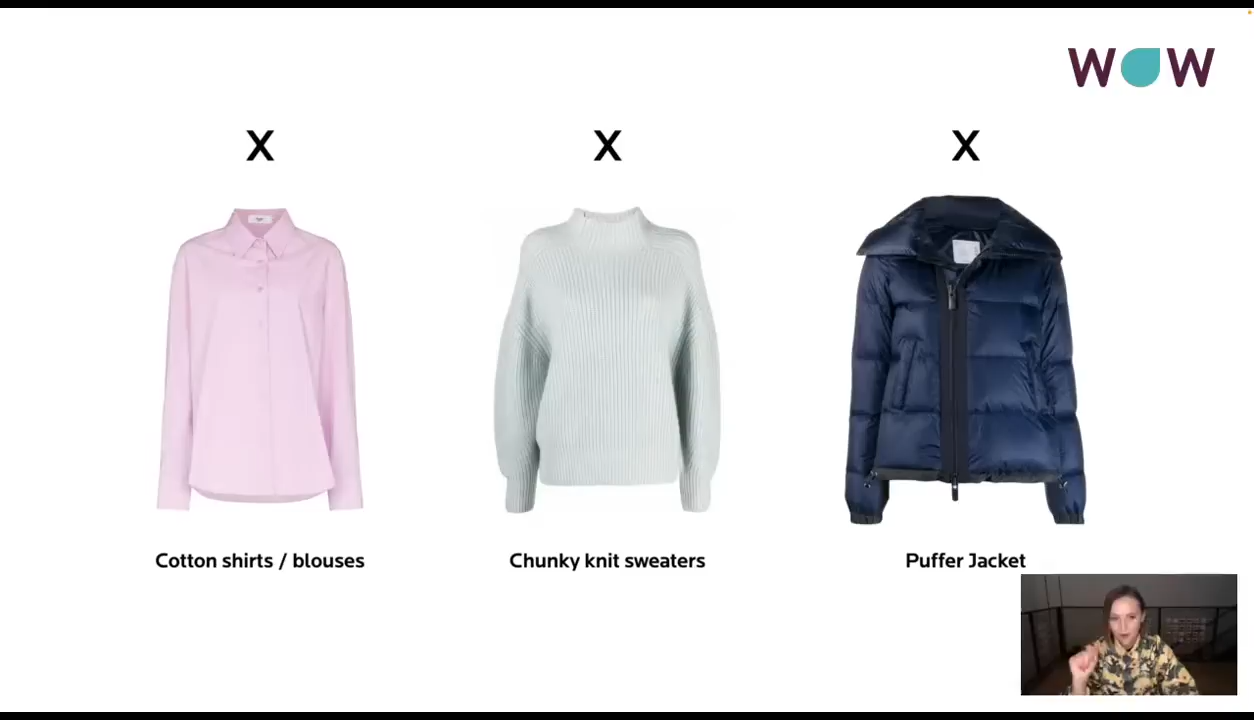 WOW
X
X
X
Cotton shirts / blouses
Chunky knit sweaters
Puffer Jacket